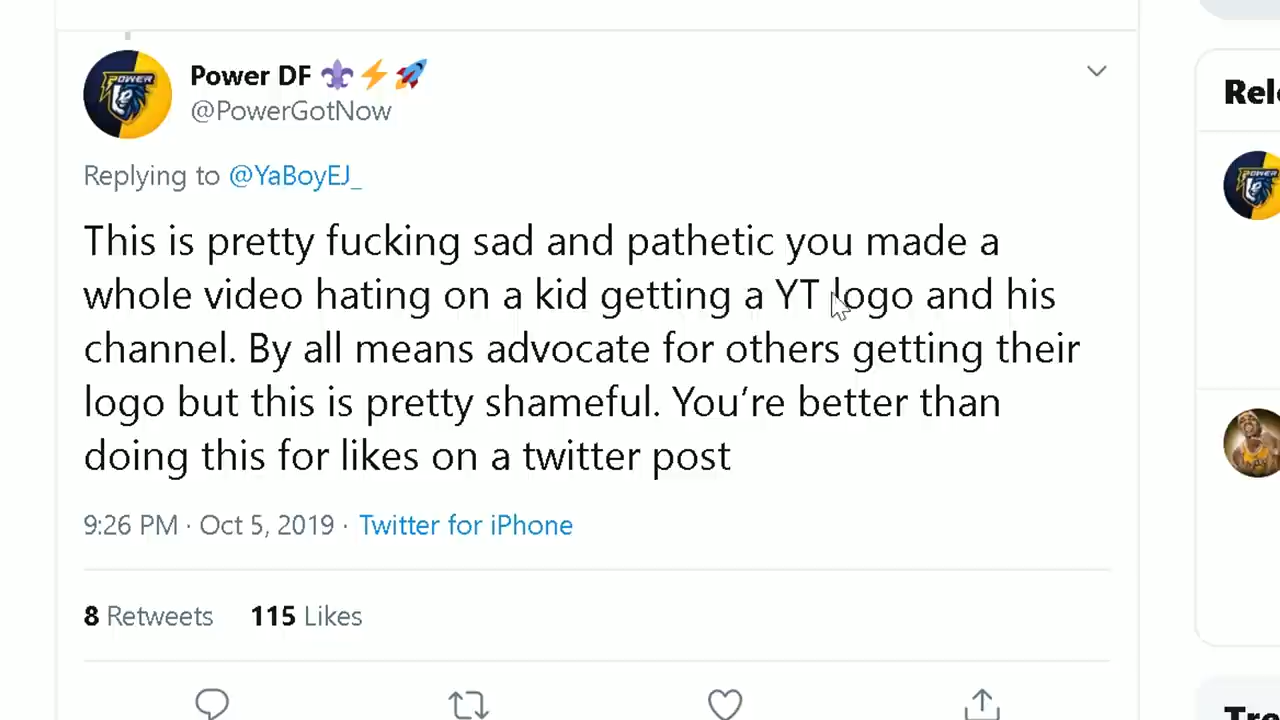 Power DF ⚜️⚡🚀
@PowerGotNow
Replying to @YaBoyEJ_
This is pretty fucking sad and pathetic you made a
whole video hating on a kid getting a YT logo and his
channel. By all means advocate for others getting their
logo but this is pretty shameful. You’re better than
doing this for likes on a twitter post
9:26 PM · Oct 5, 2019 · Twitter for iPhone
8 Retweets 115 Likes
POWER
POWER